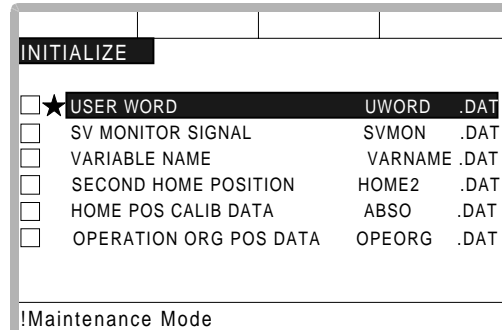 INITIALIZE
★ USER WORD UWORD .DAT
SV MONITOR SIGNAL SVMON .DAT
VARIABLE NAME VARNAME .DAT
SECOND HOME POSITION HOME2 .DAT
HOME POS CALIB DATA ABSO .DAT
OPERATION ORG POS DATA OPEORG .DAT
!Maintenance Mode